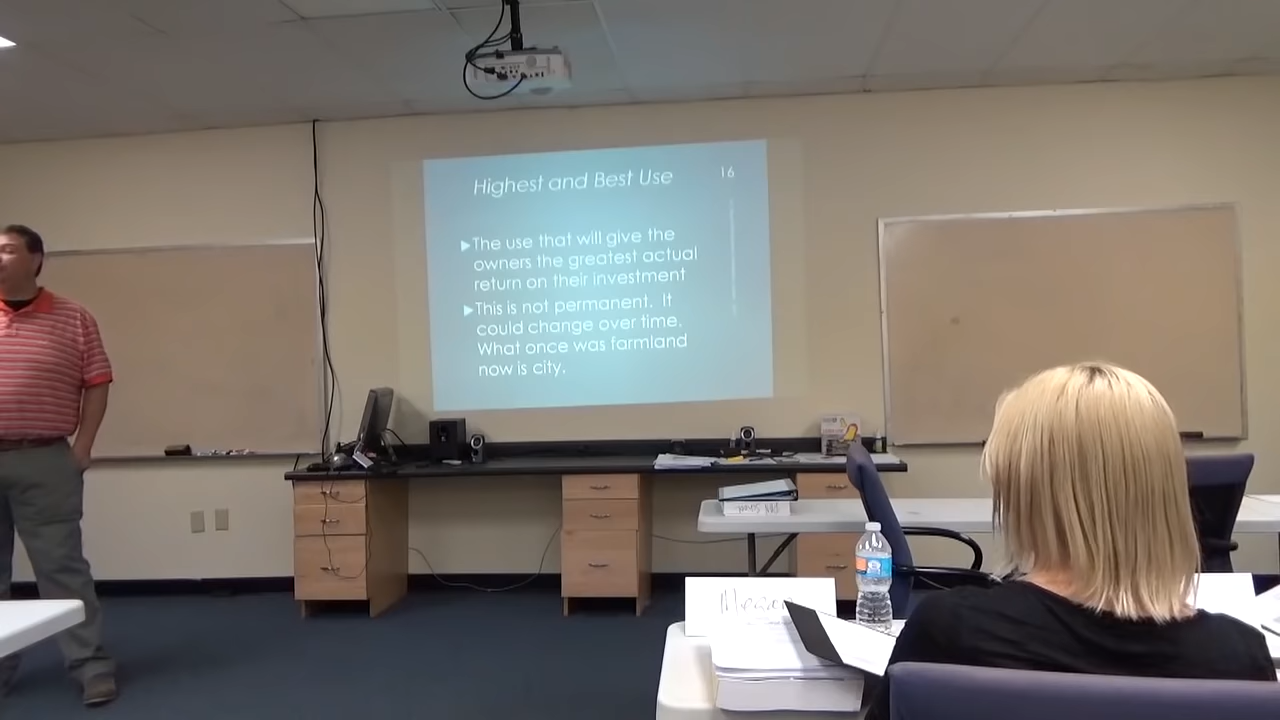 Highest and Best Use
16
The use that will give the
owners the greatest actual
return on their investment
This is not permanent. It
could change over time.
What once was farmland
now is city.